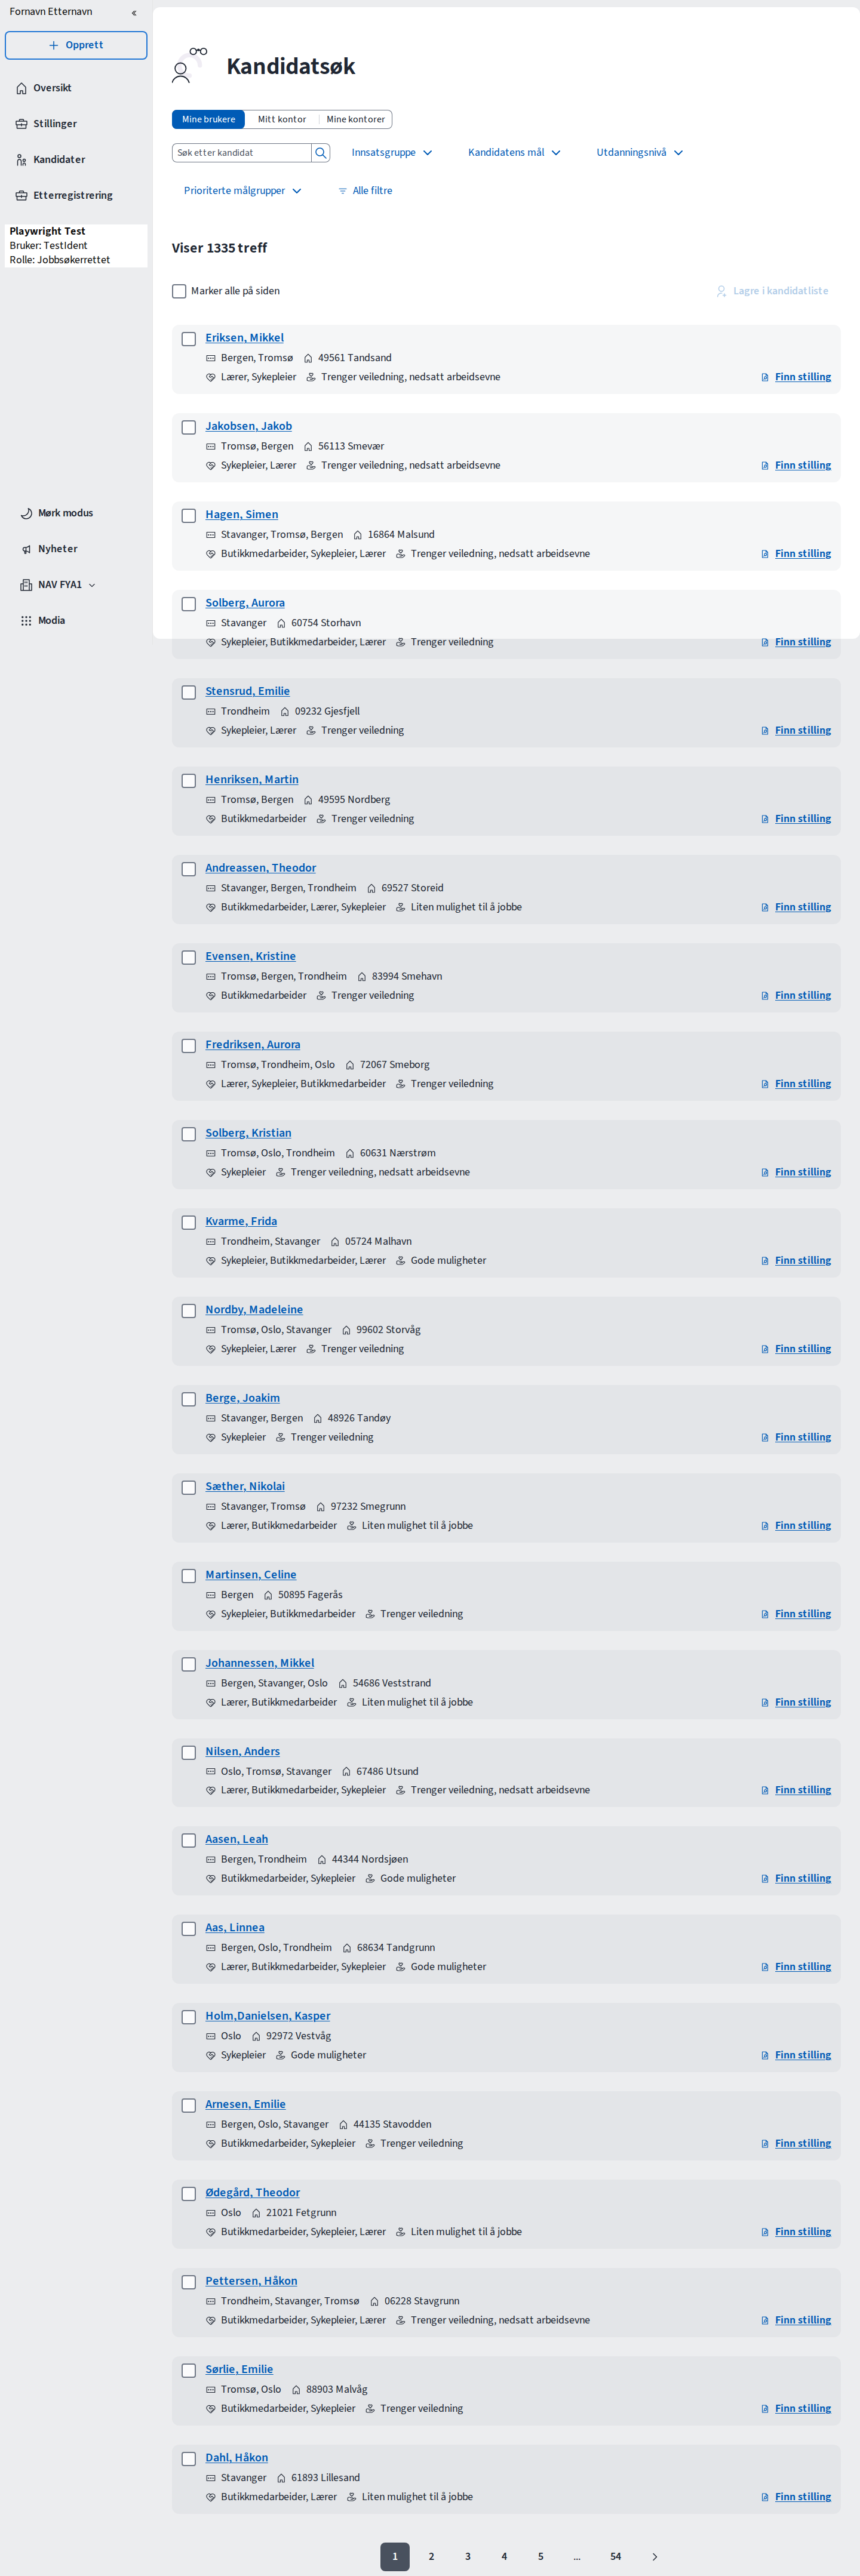 Fornavn Etternavn
Opprett
Oversikt
Stillinger
Kandidater
Etterregistrering
Playwright Test
Bruker: TestIdent
Rolle: Jobbsøkerrettet
Mørk modus
Nyheter
NAV FYA1
Modia
Kandidatsøk
Mine brukere Mitt kontor Mine kontorer
Søk etter kandidat Innsatsgruppe Kandidatens mål Utdanningsnivå
Prioriterte målgrupper Alle filtre
Viser 1335 treff
Marker alle på siden Lagre i kandidatliste
Eriksen, Mikkel
Bergen, Tromsø 49561 Tandsand
Lærer, Sykepleier Trenger veiledning, nedsatt arbeidsevne Finn stilling
Jakobsen, Jakob
Tromsø, Bergen 56113 Smevær
Sykepleier, Lærer Trenger veiledning, nedsatt arbeidsevne Finn stilling
Hagen, Simen
Stavanger, Tromsø, Bergen 16864 Malsund
Butikkmedarbeider, Sykepleier, Lærer Trenger veiledning, nedsatt arbeidsevne Finn stilling
Solberg, Aurora
Stavanger 60754 Storhavn
Sykepleier, Butikkmedarbeider, Lærer Trenger veiledning Finn stilling
Stensrud, Emilie
Trondheim 09232 Gjesfjell
Sykepleier, Lærer Trenger veiledning Finn stilling
Henriksen, Martin
Tromsø, Bergen 49595 Nordberg
Butikkmedarbeider Trenger veiledning Finn stilling
Andreassen, Theodor
Stavanger, Bergen, Trondheim 69527 Storeid
Butikkmedarbeider, Lærer, Sykepleier Liten mulighet til å jobbe Finn stilling
Evensen, Kristine
Tromsø, Bergen, Trondheim 83994 Smehavn
Butikkmedarbeider Trenger veiledning Finn stilling
Fredriksen, Aurora
Tromsø, Trondheim, Oslo 72067 Smeborg
Lærer, Sykepleier, Butikkmedarbeider Trenger veiledning Finn stilling
Solberg, Kristian
Tromsø, Oslo, Trondheim 60631 Nærstrøm
Sykepleier Trenger veiledning, nedsatt arbeidsevne Finn stilling
Kvarme, Frida
Trondheim, Stavanger 05724 Malhavn
Sykepleier, Butikkmedarbeider, Lærer Gode muligheter Finn stilling
Nordby, Madeleine
Tromsø, Oslo, Stavanger 99602 Storvåg
Sykepleier, Lærer Trenger veiledning Finn stilling
Berge, Joakim
Stavanger, Bergen 48926 Tandøy
Sykepleier Trenger veiledning Finn stilling
Sæther, Nikolai
Stavanger, Tromsø 97232 Smegrunn
Lærer, Butikkmedarbeider Liten mulighet til å jobbe Finn stilling
Martinsen, Celine
Bergen 50895 Fagerås
Sykepleier, Butikkmedarbeider Trenger veiledning Finn stilling
Johannessen, Mikkel
Bergen, Stavanger, Oslo 54686 Veststrand
Lærer, Butikkmedarbeider Liten mulighet til å jobbe Finn stilling
Nilsen, Anders
Oslo, Tromsø, Stavanger 67486 Utsund
Lærer, Butikkmedarbeider, Sykepleier Trenger veiledning, nedsatt arbeidsevne Finn stilling
Aasen, Leah
Bergen, Trondheim 44344 Nordsjøen
Butikkmedarbeider, Sykepleier Gode muligheter Finn stilling
Aas, Linnea
Bergen, Oslo, Trondheim 68634 Tandgrunn
Lærer, Butikkmedarbeider, Sykepleier Gode muligheter Finn stilling
Holm,Danielsen, Kasper
Oslo 92972 Vestvåg
Sykepleier Gode muligheter Finn stilling
Arnesen, Emilie
Bergen, Oslo, Stavanger 44135 Stavodden
Butikkmedarbeider, Sykepleier Trenger veiledning Finn stilling
Ødegård, Theodor
Oslo 21021 Fetgrunn
Butikkmedarbeider, Sykepleier, Lærer Liten mulighet til å jobbe Finn stilling
Pettersen, Håkon
Trondheim, Stavanger, Tromsø 06228 Stavgrunn
Butikkmedarbeider, Sykepleier, Lærer Trenger veiledning, nedsatt arbeidsevne Finn stilling
Sørlie, Emilie
Tromsø, Oslo 88903 Malvåg
Butikkmedarbeider, Sykepleier Trenger veiledning Finn stilling
Dahl, Håkon
Stavanger 61893 Lillesand
Butikkmedarbeider, Lærer Liten mulighet til å jobbe Finn stilling
1 2 3 4 5 ... 54